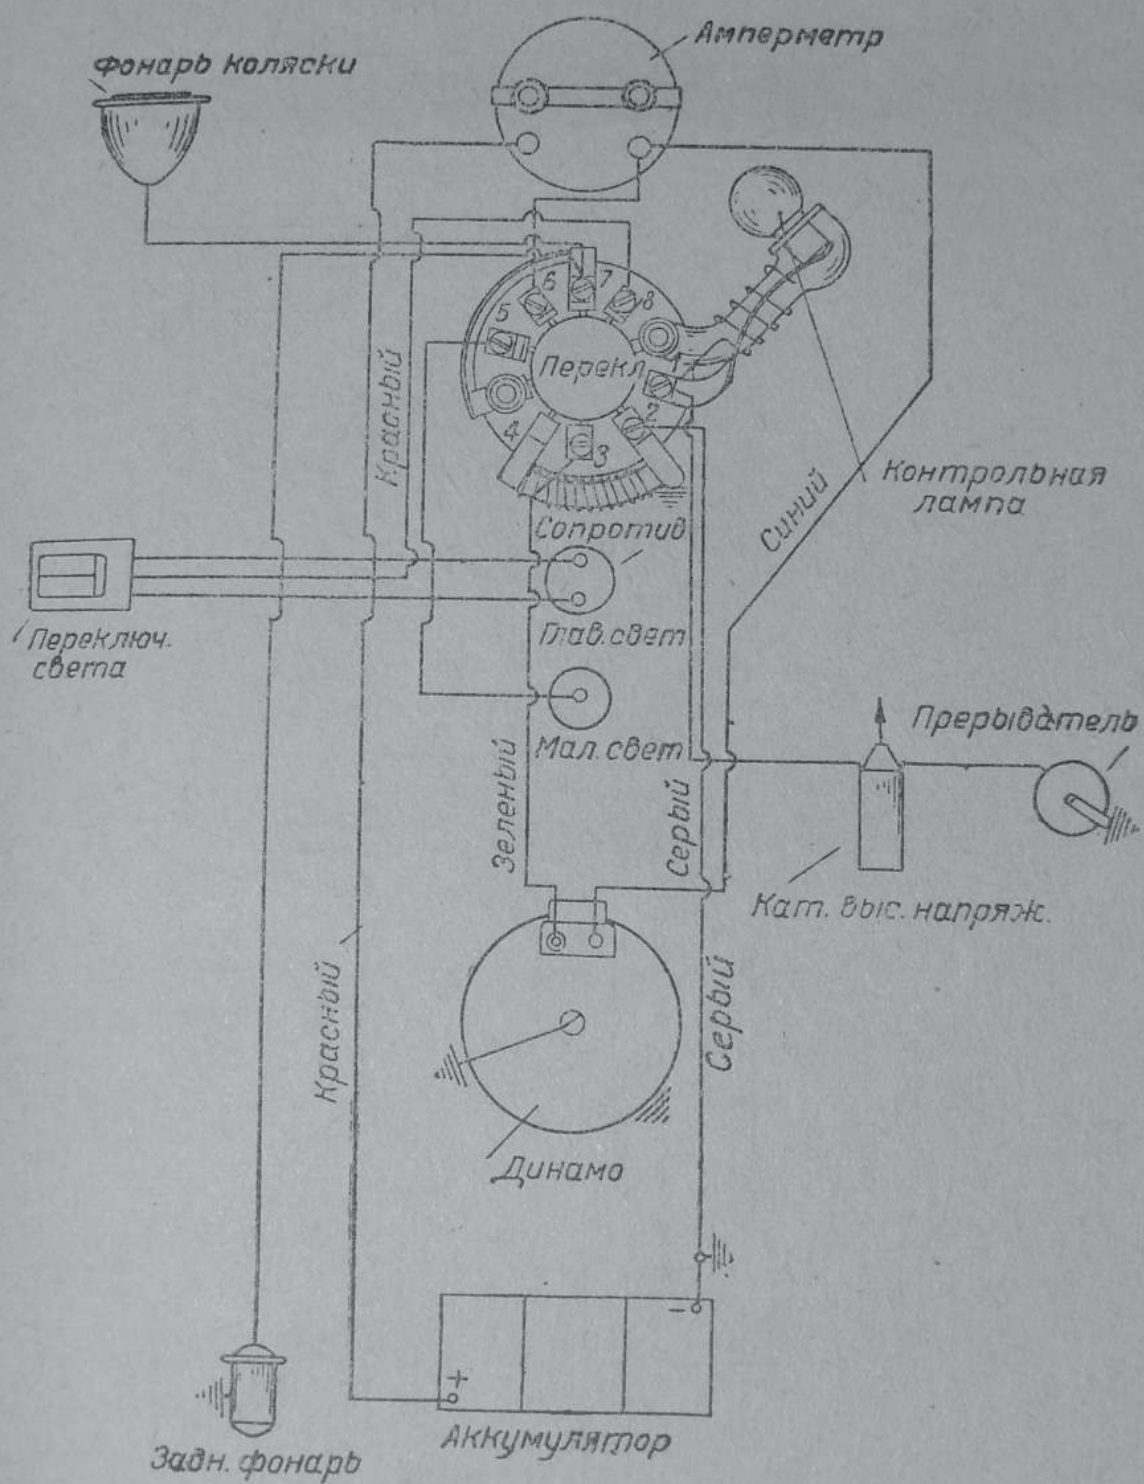 Амперметр
Фонарь коляски
6
7
8
5
Перекл
1
2
4
3
Красный
Контрольная
лампа
Синий
Сопротив
Переключ.
света
Глав. свет
Мал. свет
Прерыватель
Зеленый
Серый
Кат. выс. напряж.
Красный
Серый
Динамо
-
+
Аккумулятор
Задн. фонарь